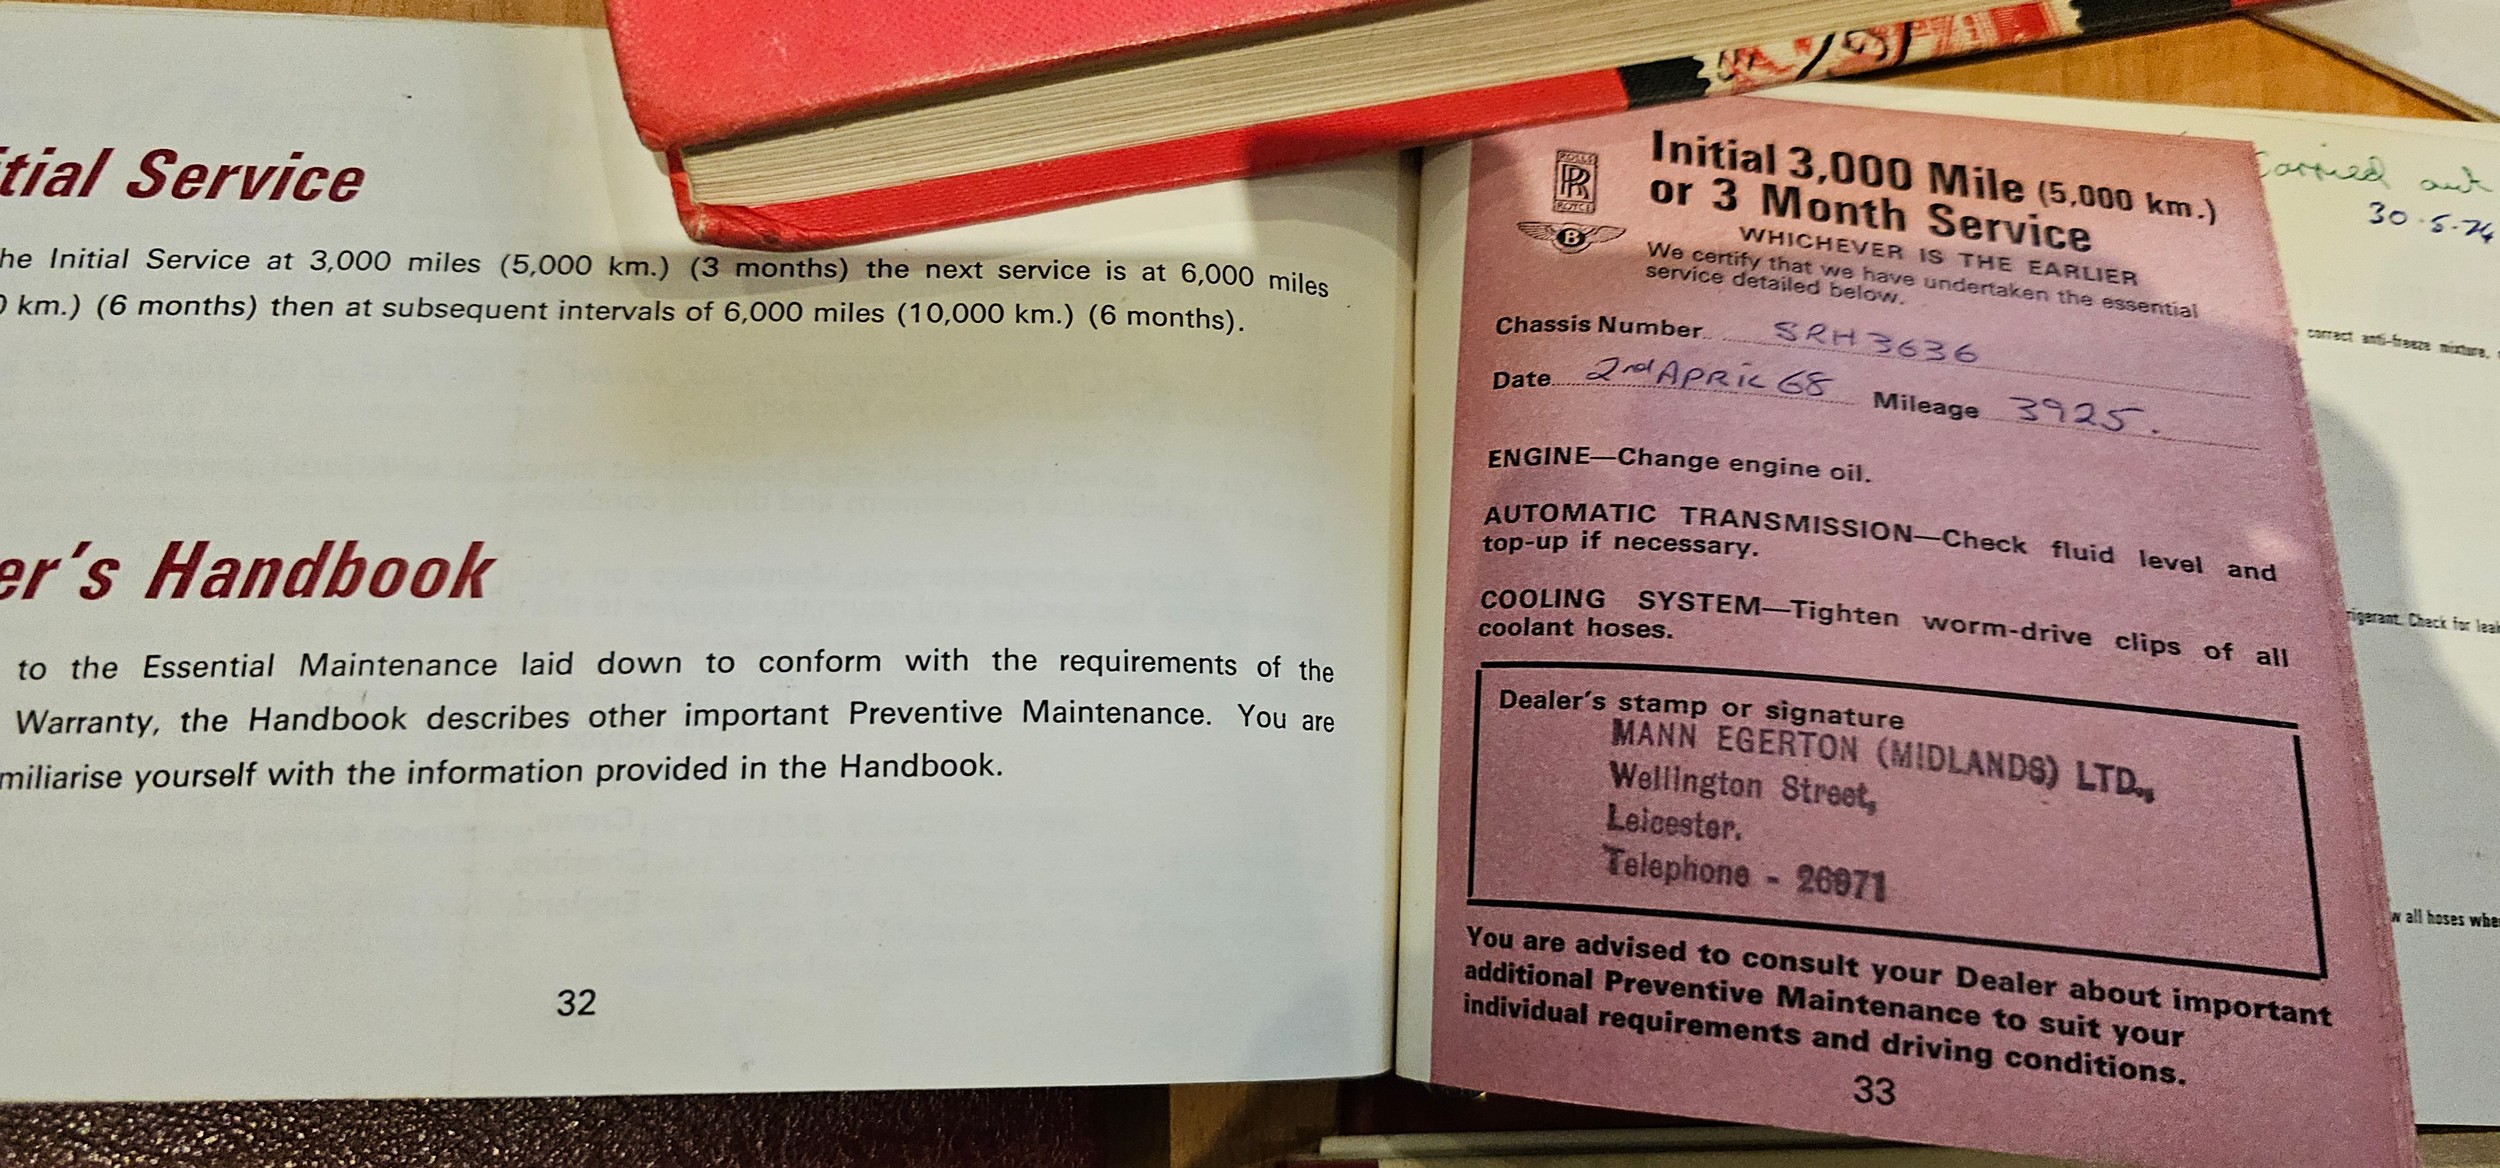 tial Service
he Initial Service at 3,000 miles (5,000 km.) (3 months) the next service is at 6,000 miles
km.) (6 months) then at subsequent intervals of 6,000 miles (10,000 km.) (6 months).
er's Handbook
to the Essential Maintenance laid down to conform with the requirements of the
Warranty, the Handbook describes other important Preventive Maintenance. You are
miliarise yourself with the information provided in the Handbook.
32
ROLLS
RR
ROYCE
B
Initial 3,000 Mile (5,000 km.)
or 3 Month Service
WHICHEVER IS THE EARLIER
We certify that we have undertaken the essential
service detailed below.
Chassis Number SRH3636
Date 2nd APRIL 68 Mileage 3925.
ENGINE—Change engine oil.
AUTOMATIC TRANSMISSION—Check fluid level and
top-up if necessary.
COOLING SYSTEM—Tighten worm-drive clips of all
coolant hoses.
Dealer's stamp or signature
MANN EGERTON (MIDLANDS) LTD.,
Wellington Street,
Leicester.
Telephone - 26971
You are advised to consult your Dealer about important
additional Preventive Maintenance to suit your
individual requirements and driving conditions.
33
Carried out
30.5.74
correct anti-freeze mixture,
rigerant. Check for leak
w all hoses whe